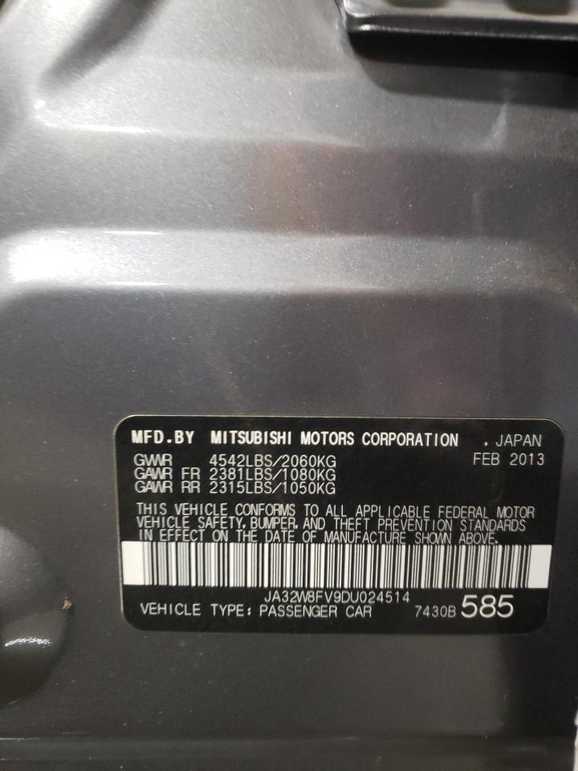 MFD.BY MITSUBISHI MOTORS CORPORATION . JAPAN
GVWR 4542LBS/2060KG FEB 2013
GAWR FR 2381LBS/1080KG
GAWR RR 2315LBS/1050KG
THIS VEHICLE CONFORMS TO ALL APPLICABLE FEDERAL MOTOR
VEHICLE SAFETY, BUMPER, AND THEFT PREVENTION STANDARDS
IN EFFECT ON THE DATE OF MANUFACTURE SHOWN ABOVE.
JA32W8FV9DU024514
VEHICLE TYPE: PASSENGER CAR 7430B 585